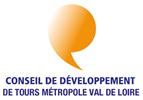 CONSEIL DE DÉVELOPPEMENT
DE TOURS MÉTROPOLE VAL DE LOIRE